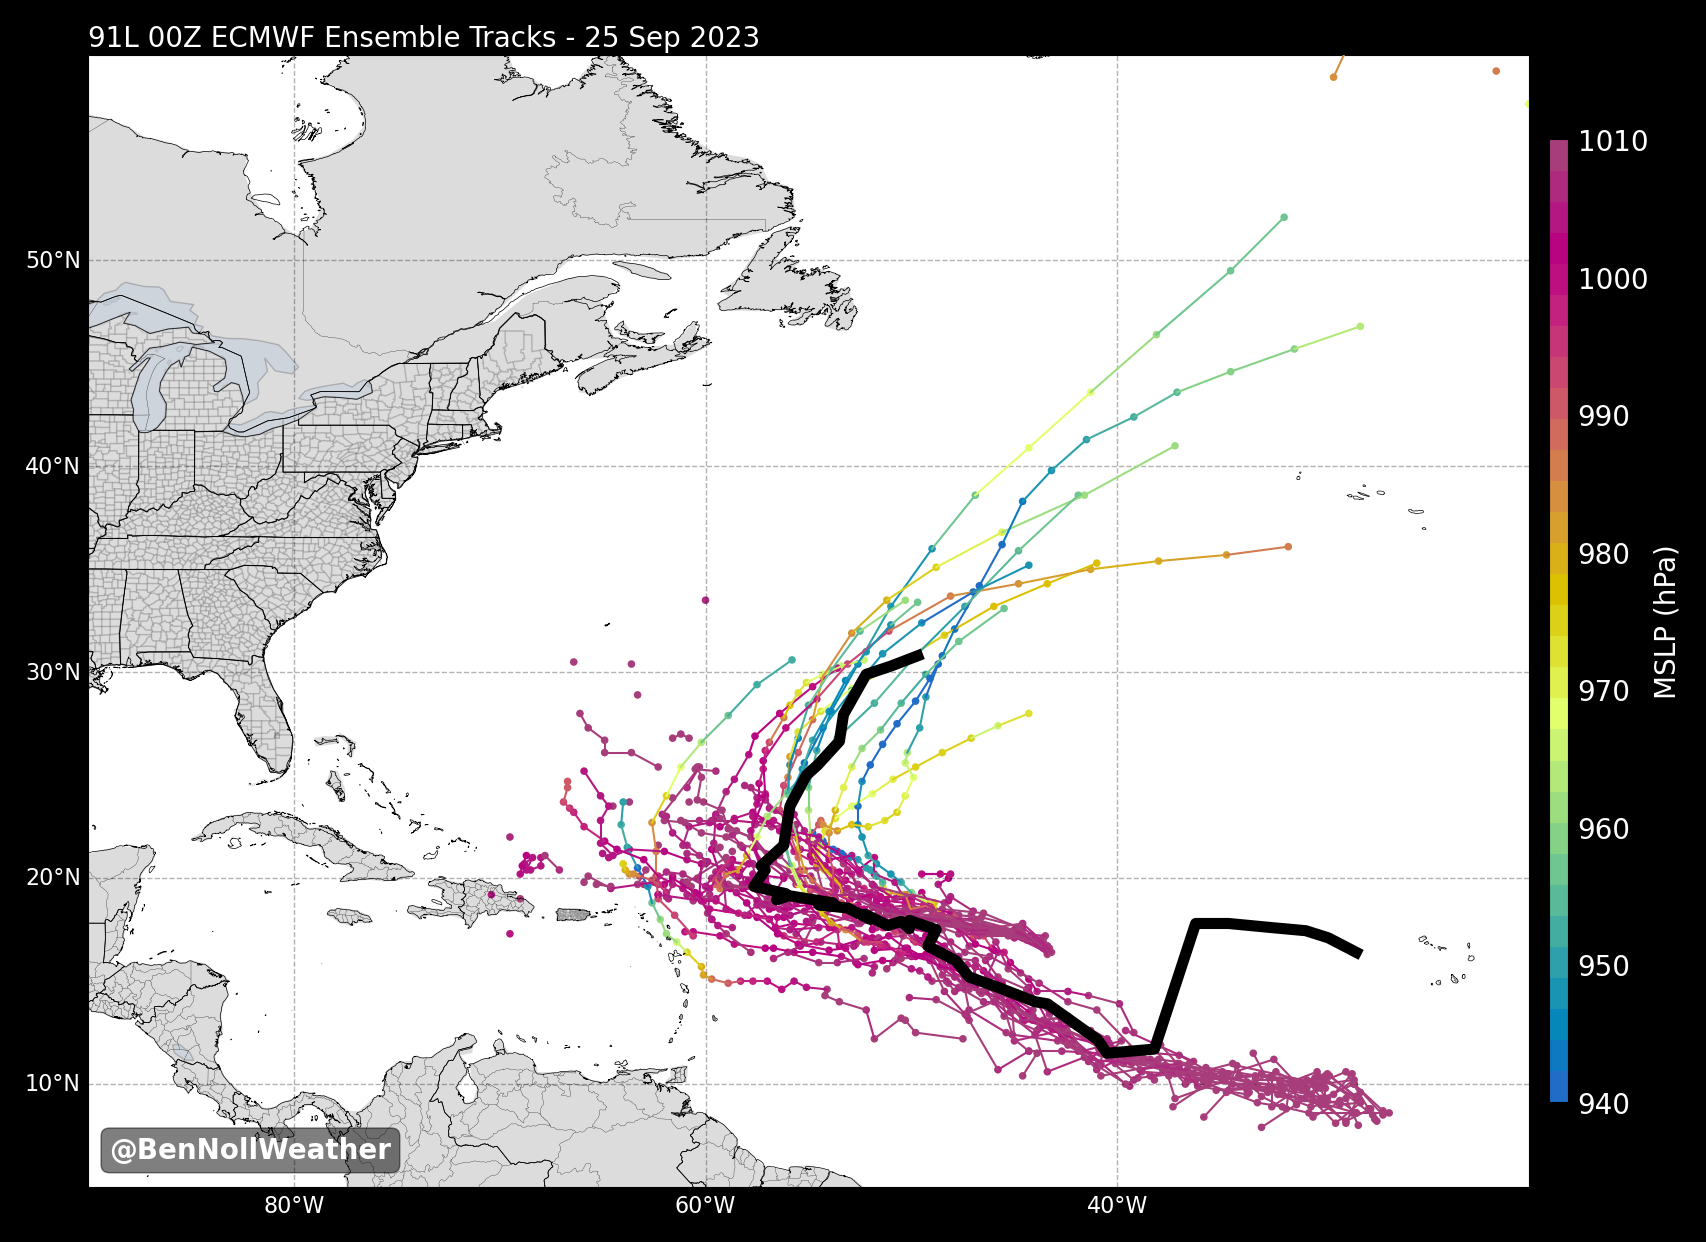 91L 00Z ECMWF Ensemble Tracks - 25 Sep 2023
50°N
40°N
30°N
20°N
10°N
80°W
60°W
40°W
1010
1000
990
980
970
960
950
940
MSLP (hPa)
@BenNollWeather